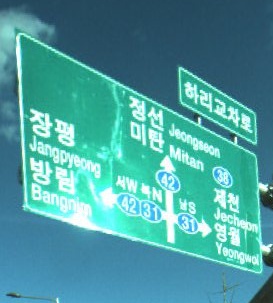 하리교차로
정선
Jeongseon
미탄
Mitan
장평
Jangpyeong
방림
Bangnim
서W 북N
42 31
42
38
남S
31
제천
Jecheon
영월
Yeongwol